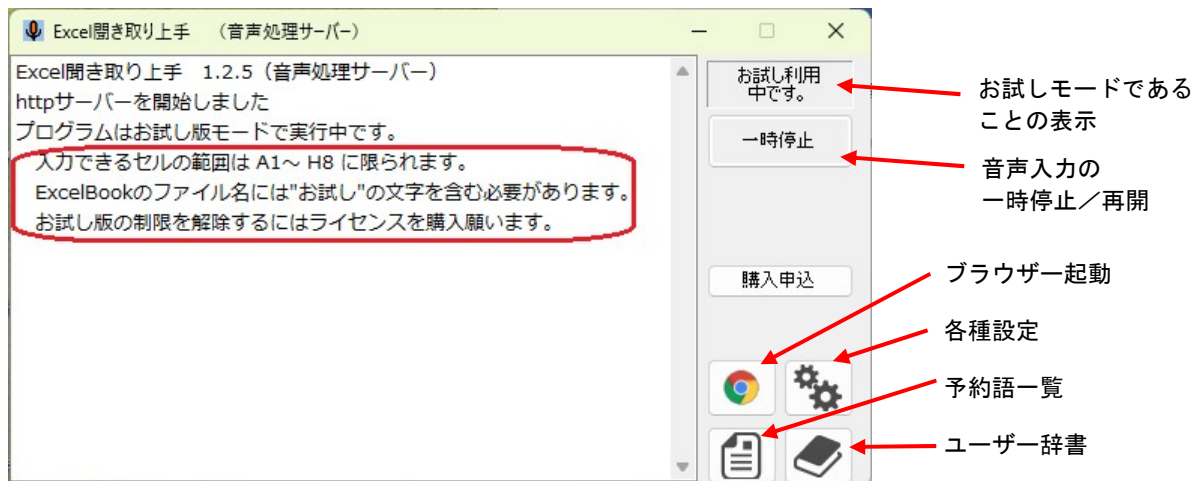 Excel聞き取り上手 （音声処理サーバー）
Excel聞き取り上手 1.2.5（音声処理サーバー）
httpサーバーを開始しました
プログラムはお試し版モードで実行中です。
入力できるセルの範囲は A1～ H8 に限られます。
ExcelBookのファイル名には"お試し"の文字を含む必要があります。
お試し版の制限を解除するにはライセンスを購入願います。
お試し利用
中です。
一時停止
購入申込
お試しモードである
ことの表示
音声入力の
一時停止／再開
ブラウザー起動
各種設定
予約語一覧
ユーザー辞書